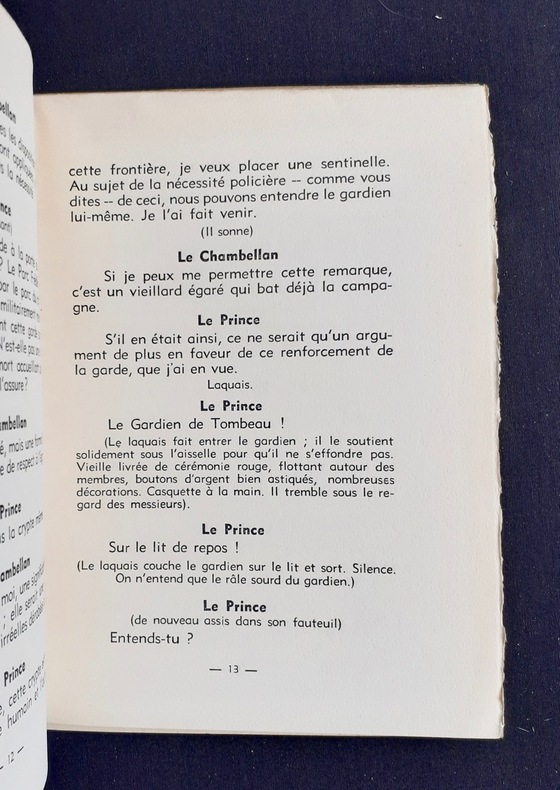 bellan
nce
mbellan
Prince
ambellan
Prince
— 12 —
cette frontière, je veux placer une sentinelle.
Au sujet de la nécessité policière -- comme vous
dites -- de ceci, nous pouvons entendre le gardien
lui-même. Je l'ai fait venir.
(Il sonne)
Le Chambellan
Si je peux me permettre cette remarque,
c'est un vieillard égaré qui bat déjà la campa-
gne.
Le Prince
S'il en était ainsi, ce ne serait qu'un argu-
ment de plus en faveur de ce renforcement de
la garde, que j'ai en vue.
Laquais.
Le Prince
Le Gardien de Tombeau !
(Le laquais fait entrer le gardien ; il le soutient
solidement sous l'aisselle pour qu'il ne s'effondre pas.
Vieille livrée de cérémonie rouge, flottant autour des
membres, boutons d'argent bien astiqués, nombreuses
décorations. Casquette à la main. Il tremble sous le re-
gard des messieurs).
Le Prince
Sur le lit de repos !
(Le laquais couche le gardien sur le lit et sort. Silence.
On n'entend que le râle sourd du gardien.)
Le Prince
(de nouveau assis dans son fauteuil)
Entends-tu ?
— 13 —